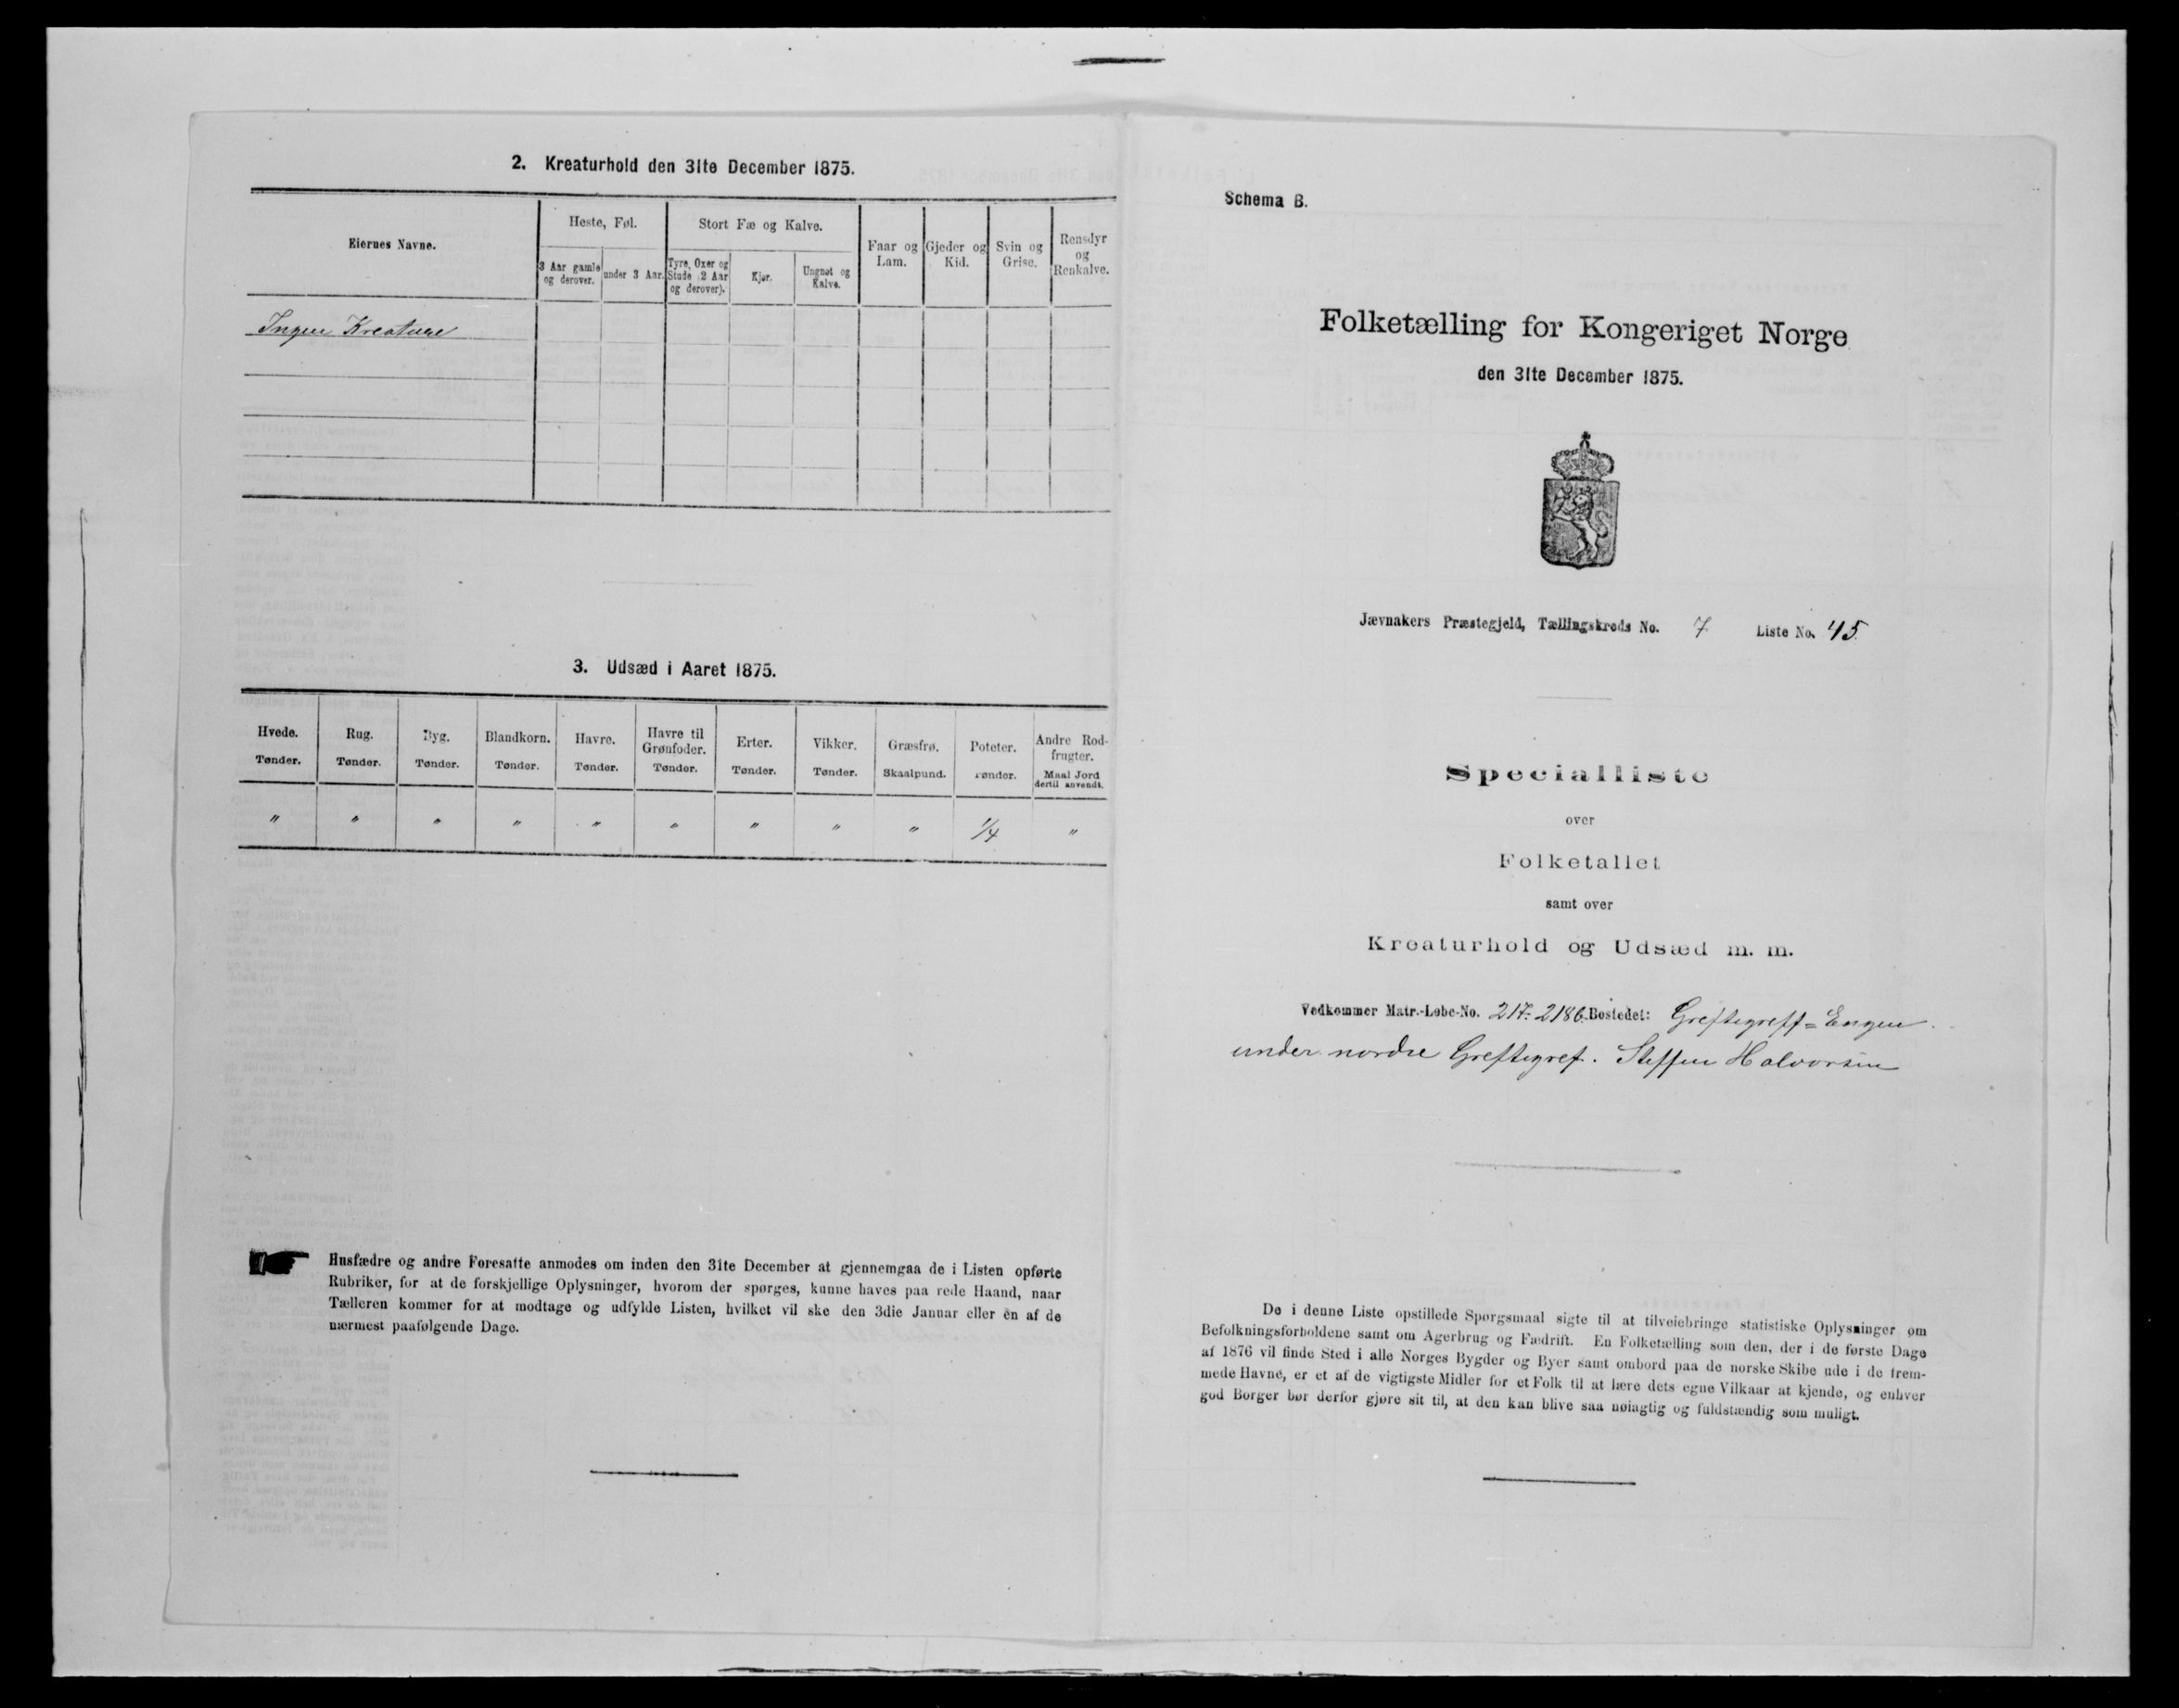 2. Kreaturhold den 31te December 1875.
Eiernes Navne.
Heste, Føl.
Stort Fæ og Kalve.
Faar og Lam.
Gjeder og Kid.
Svin og Grise.
Rensdyr og Renkalve.
3 Aar gamle og derover.
under 3 Aar.
Tyre, Oxer og Stude (2 Aar og derover).
Kjør.
Ungnøt og Kalve.
Ingen Kreature
3. Udsæd i Aaret 1875.
Hvede. Rug. Byg. Blandkorn. Havre. Havre til Grønfoder. Erter. Vikker. Græsfrø. Poteter. Andre Rodfrugter.
Tønder. Tønder. Tønder. Tønder. Tønder. Tønder. Tønder. Tønder. Skaalpund. Tønder. Maal Jord dertil anvendt.
" " " " " " " " " 1/4 "
Husfædre og andre Foresatte anmodes om inden den 31te December at gjennemgaa de i Listen opførte
Rubriker, for at de forskjellige Oplysninger, hvorom der spørges, kunne haves paa rede Haand, naar
Tælleren kommer for at modtage og udfylde Listen, hvilket vil ske den 3die Januar eller èn af de
nærmest paafølgende Dage.
Schema B.
Folketælling for Kongeriget Norge
den 31te December 1875.
Jævnakers Præstegjeld, Tællingskreds No. 7 Liste No. 45.
Specialliste
over
Folketallet
samt over
Kreaturhold og Udsæd m. m.
Vedkommer Matr.-Løbe-No. 217-218b. Bostedet: Greftegreff=Engen
under nordre Greftegref. Steffen Halvorsen
De i denne Liste opstillede Spørgsmaal sigte til at tilveiebringe statistiske Oplysninger om
Befolkningsforholdene samt om Agerbrug og Fædrift. En Folketælling som den, der i de første Dage
af 1876 vil finde Sted i alle Norges Bygder og Byer samt ombord paa de norske Skibe ude i de frem-
mede Havne, er et af de vigtigste Midler for et Folk til at lære dets egne Vilkaar at kjende, og enhver
god Borger bør derfor gjøre sit til, at den kan blive saa nøiagtig og fuldstændig som muligt.